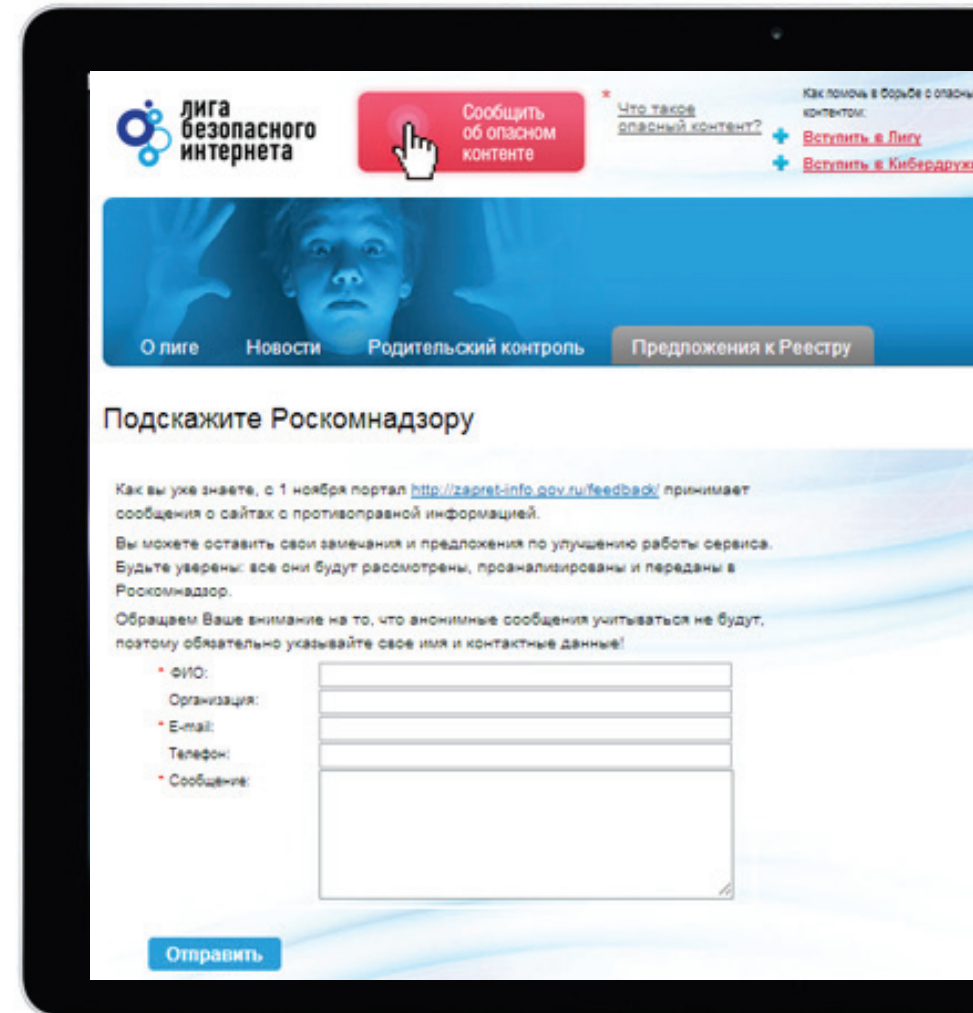 лига
безопасного
интернета
Сообщить
об опасном
контенте
*
Что такое
опасный контент?
Как помочь в борьбе с
контентом:
Вступить в Лигу
Вступить в
О лиге
Новости
Родительский контроль
Предложения к Реестру
Подскажите Роскомнадзору
Как вы уже знаете, с 1 ноября портал http://zapret-info.gov.ru/feedback/ принимает
сообщения о сайтах с противоправной информацией.
Вы можете оставить свои замечания и предложения по улучшению работы сервиса.
Будьте уверены: все они будут рассмотрены, проанализированы и переданы в
Роскомнадзор.
Обращаем Ваше внимание на то, что анонимные сообщения учитываться не будут,
поэтому обязательно указывайте свое имя и контактные данные!
* ФИО:
Организация:
* E-mail:
Телефон:
* Сообщение:
Отправить